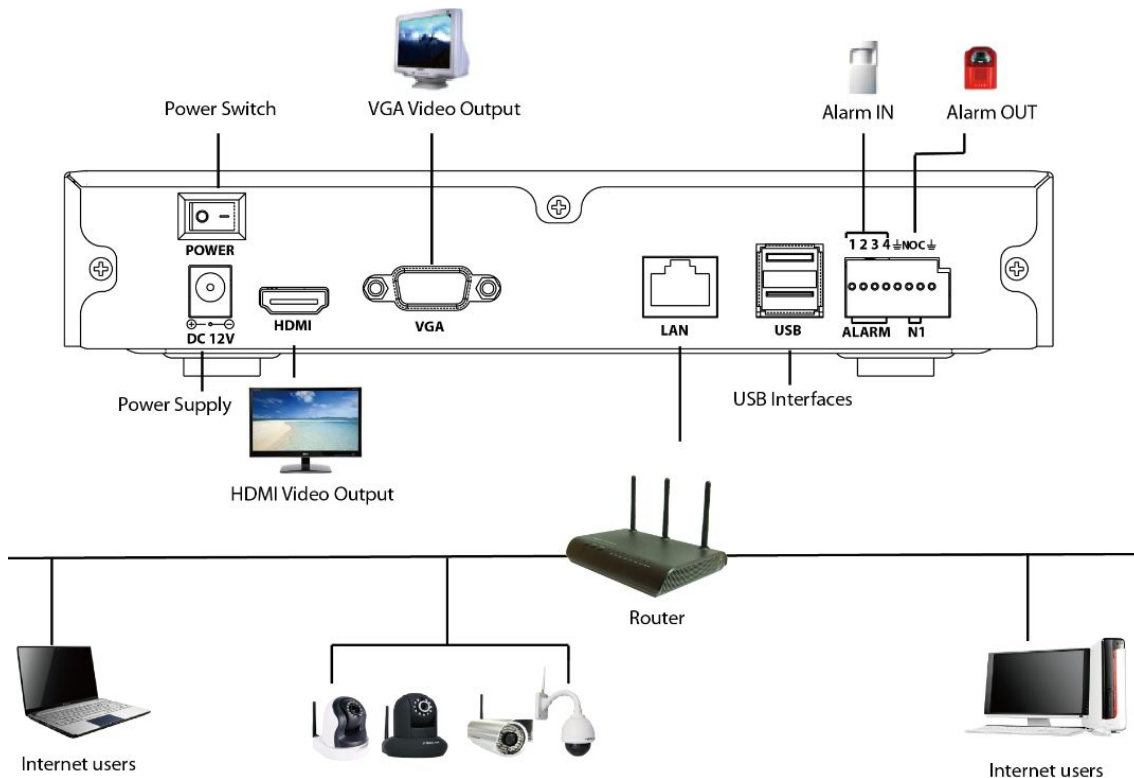 Power Switch
VGA Video Output
Alarm IN
Alarm OUT
POWER
1 2 3 4 ⏚NOC⏚
DC 12V
HDMI
VGA
LAN
USB
ALARM
N1
Power Supply
USB Interfaces
HDMI Video Output
Router
Internet users
Internet users